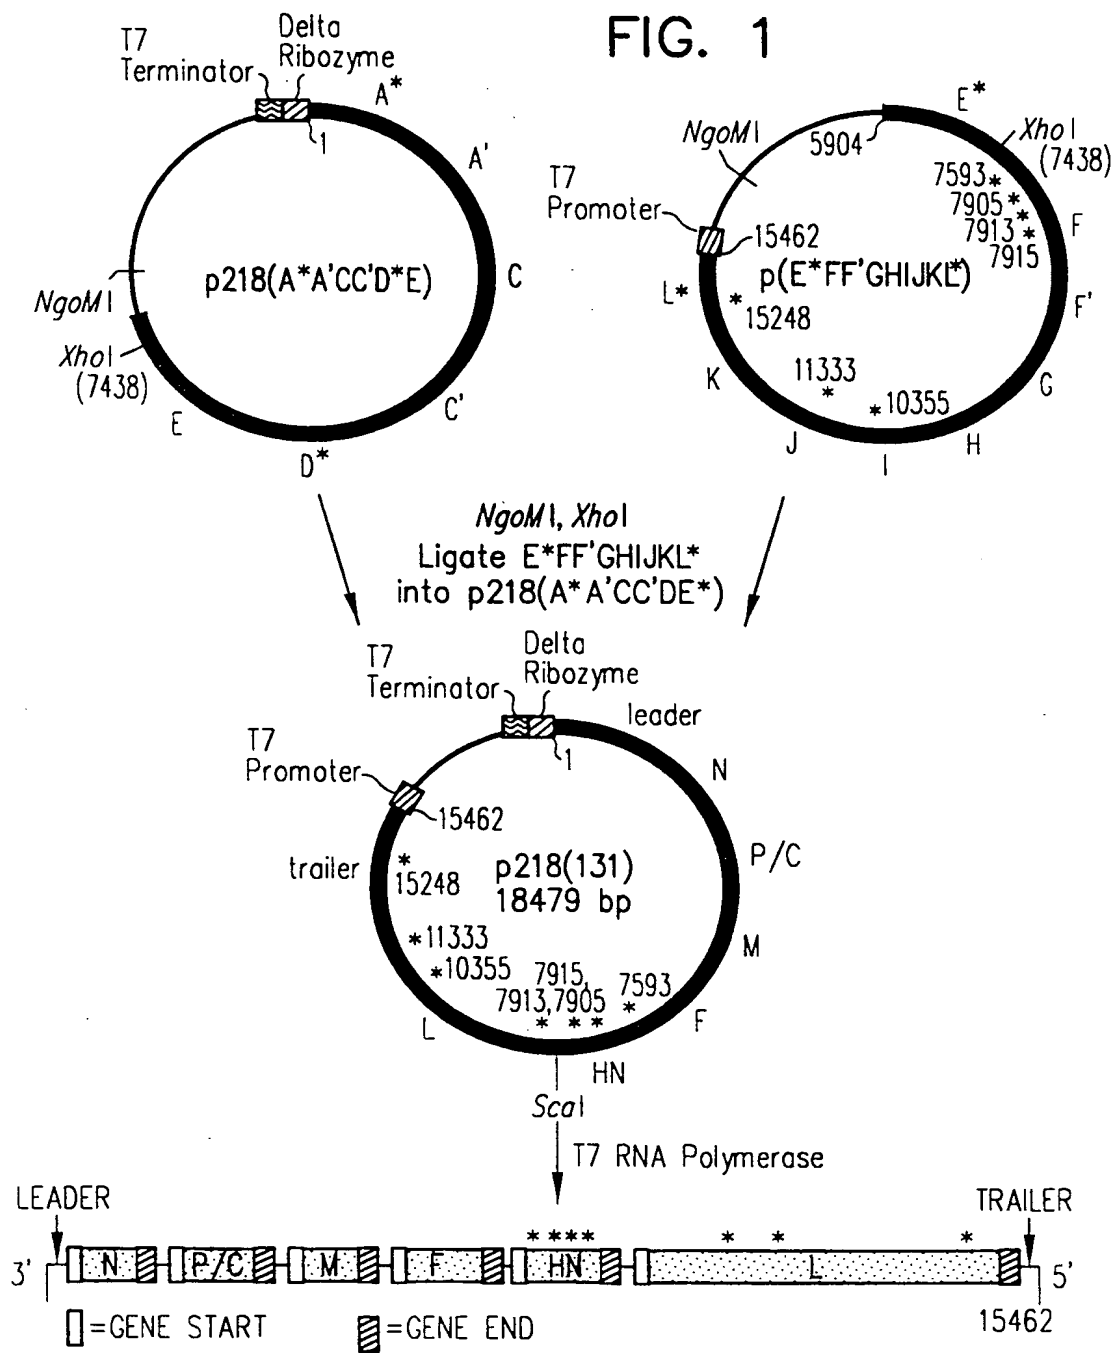 FIG. 1
T7
Terminator
Delta
Ribozyme
A*
1
A'
C
C'
D*
E
XhoI
(7438)
NgoMI
p218(A*A'CC'D*E)
NgoMI
T7
Promoter
5904
E*
XhoI
(7438)
7593 *
7905 *
*
7913 *
7915
F
F'
G
H
I
J
K
L*
15462
p(E*FF'GHIJKL*)
*
15248
11333
*
*10355
NgoMI, XhoI
Ligate E*FF'GHIJKL*
into p218(A*A'CC'DE*)
T7
Terminator
Delta
Ribozyme
leader
1
T7
Promoter
15462
N
P/C
M
F
HN
L
trailer
*
15248
p218(131)
18479 bp
*11333
*10355
7915,
7913,7905
* * *
7593
*
ScaI
T7 RNA Polymerase
LEADER
TRAILER
* * * * * * *
3' N P/C M F HN L 5'
15462
=GENE START =GENE END